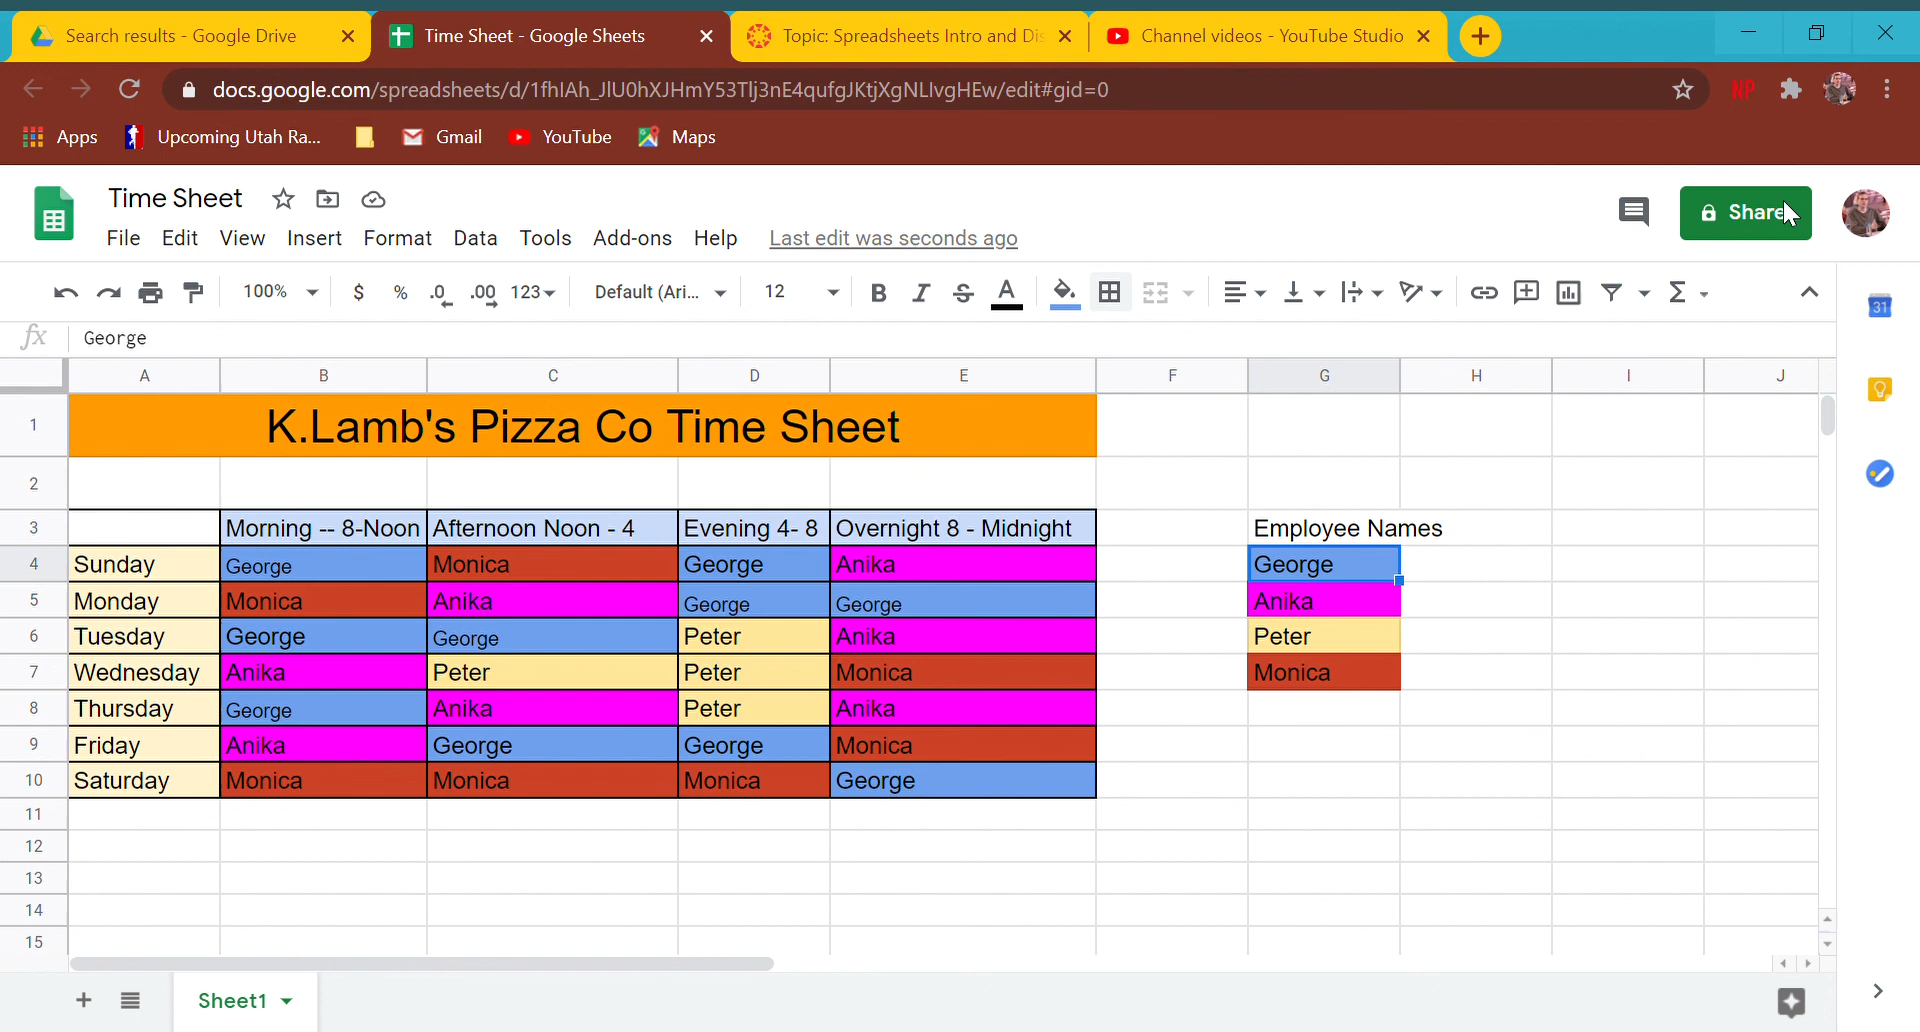 Search results - Google Drive
Time Sheet - Google Sheets
Topic: Spreadsheets Intro and Dis
Channel videos - YouTube Studio
docs.google.com/spreadsheets/d/1fhIAh_JlU0hXJHmY53Tlj3nE4qufgJKtjXgNLlvgHEw/edit#gid=0
NP
Apps Upcoming Utah Ra... Gmail YouTube Maps
Time Sheet
Share
File Edit View Insert Format Data Tools Add-ons Help Last edit was seconds ago
100% $ % .0 .00 123 Default (Ari... 12 B I S A Σ
31
fx George
A B C D E F G H I J
1 K.Lamb's Pizza Co Time Sheet
2
3 Morning -- 8-Noon Afternoon Noon - 4 Evening 4- 8 Overnight 8 - Midnight Employee Names
4 Sunday George Monica George Anika George
5 Monday Monica Anika George George Anika
6 Tuesday George George Peter Anika Peter
7 Wednesday Anika Peter Peter Monica Monica
8 Thursday George Anika Peter Anika
9 Friday Anika George George Monica
10 Saturday Monica Monica Monica George
11
12
13
14
15
Sheet1